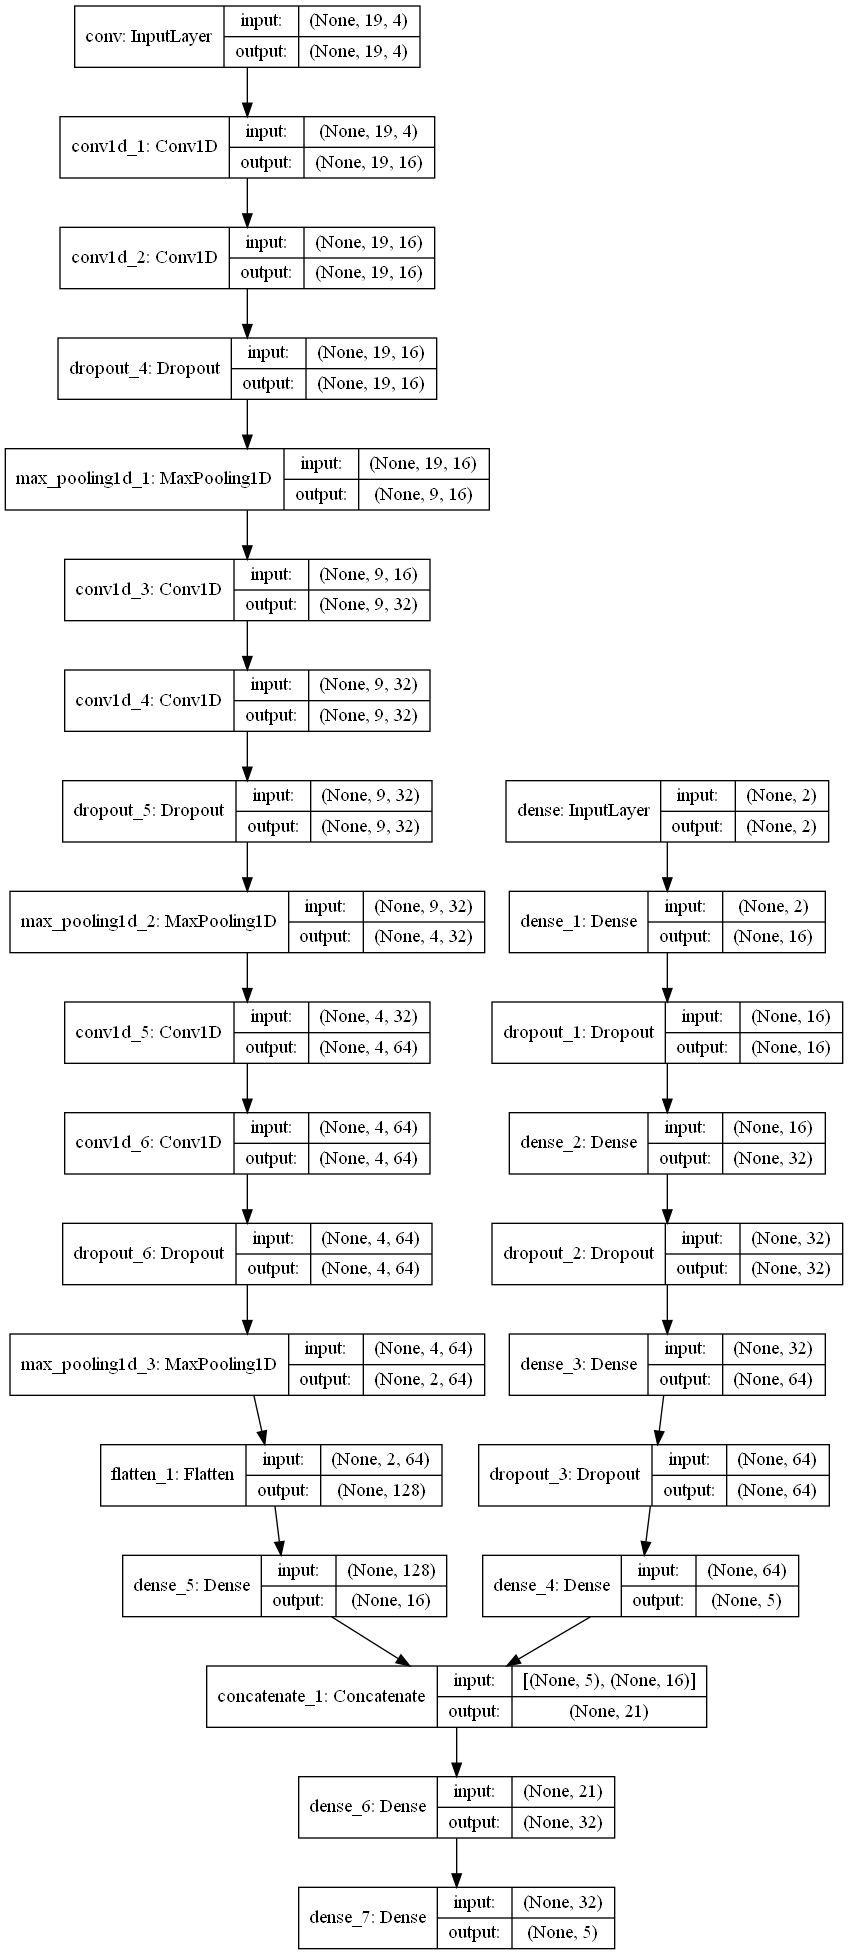 conv: InputLayer
input: (None, 19, 4)
output: (None, 19, 4)
conv1d_1: Conv1D
input: (None, 19, 4)
output: (None, 19, 16)
conv1d_2: Conv1D
input: (None, 19, 16)
output: (None, 19, 16)
dropout_4: Dropout
input: (None, 19, 16)
output: (None, 19, 16)
max_pooling1d_1: MaxPooling1D
input: (None, 19, 16)
output: (None, 9, 16)
conv1d_3: Conv1D
input: (None, 9, 16)
output: (None, 9, 32)
conv1d_4: Conv1D
input: (None, 9, 32)
output: (None, 9, 32)
dropout_5: Dropout
input: (None, 9, 32)
output: (None, 9, 32)
max_pooling1d_2: MaxPooling1D
input: (None, 9, 32)
output: (None, 4, 32)
conv1d_5: Conv1D
input: (None, 4, 32)
output: (None, 4, 64)
conv1d_6: Conv1D
input: (None, 4, 64)
output: (None, 4, 64)
dropout_6: Dropout
input: (None, 4, 64)
output: (None, 4, 64)
max_pooling1d_3: MaxPooling1D
input: (None, 4, 64)
output: (None, 2, 64)
flatten_1: Flatten
input: (None, 2, 64)
output: (None, 128)
dense_5: Dense
input: (None, 128)
output: (None, 16)
dense: InputLayer
input: (None, 2)
output: (None, 2)
dense_1: Dense
input: (None, 2)
output: (None, 16)
dropout_1: Dropout
input: (None, 16)
output: (None, 16)
dense_2: Dense
input: (None, 16)
output: (None, 32)
dropout_2: Dropout
input: (None, 32)
output: (None, 32)
dense_3: Dense
input: (None, 32)
output: (None, 64)
dropout_3: Dropout
input: (None, 64)
output: (None, 64)
dense_4: Dense
input: (None, 64)
output: (None, 5)
concatenate_1: Concatenate
input: [(None, 5), (None, 16)]
output: (None, 21)
dense_6: Dense
input: (None, 21)
output: (None, 32)
dense_7: Dense
input: (None, 32)
output: (None, 5)